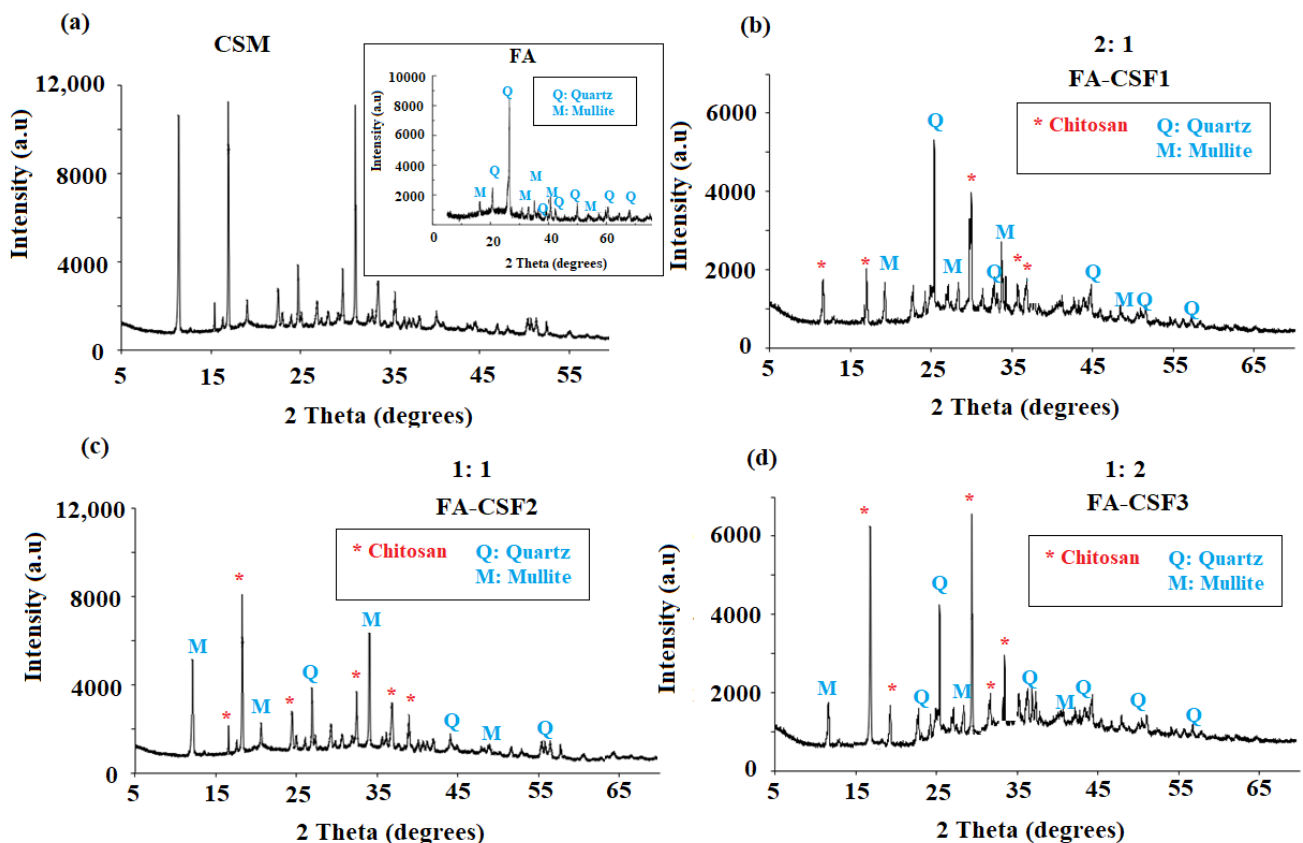 (a)
CSM
Intensity (a.u)
12,000
8000
4000
0
5 15 25 35 45 55
2 Theta (degrees)
FA
Q: Quartz
M: Mullite
Intensity (a.u)
10000
8000
6000
4000
2000
0 20 40 60
2 Theta (degrees)
M Q Q M M Q M Q Q M Q Q
(b)
2: 1
FA-CSF1
* Chitosan Q: Quartz
M: Mullite
Intensity (a.u)
6000
4000
2000
0
5 15 25 35 45 55 65
2 Theta (degrees)
* * M Q M * Q M * * Q M Q Q
(c)
1: 1
FA-CSF2
* Chitosan Q: Quartz
M: Mullite
Intensity (a.u)
12,000
8000
4000
0
5 15 25 35 45 55
2 Theta (degrees)
M * * M * Q * M * * Q M Q
(d)
1: 2
FA-CSF3
* Chitosan Q: Quartz
M: Mullite
Intensity (a.u)
6000
4000
2000
0
5 15 25 35 45 55 65
2 Theta (degrees)
M * * Q Q M * * * Q M Q Q Q